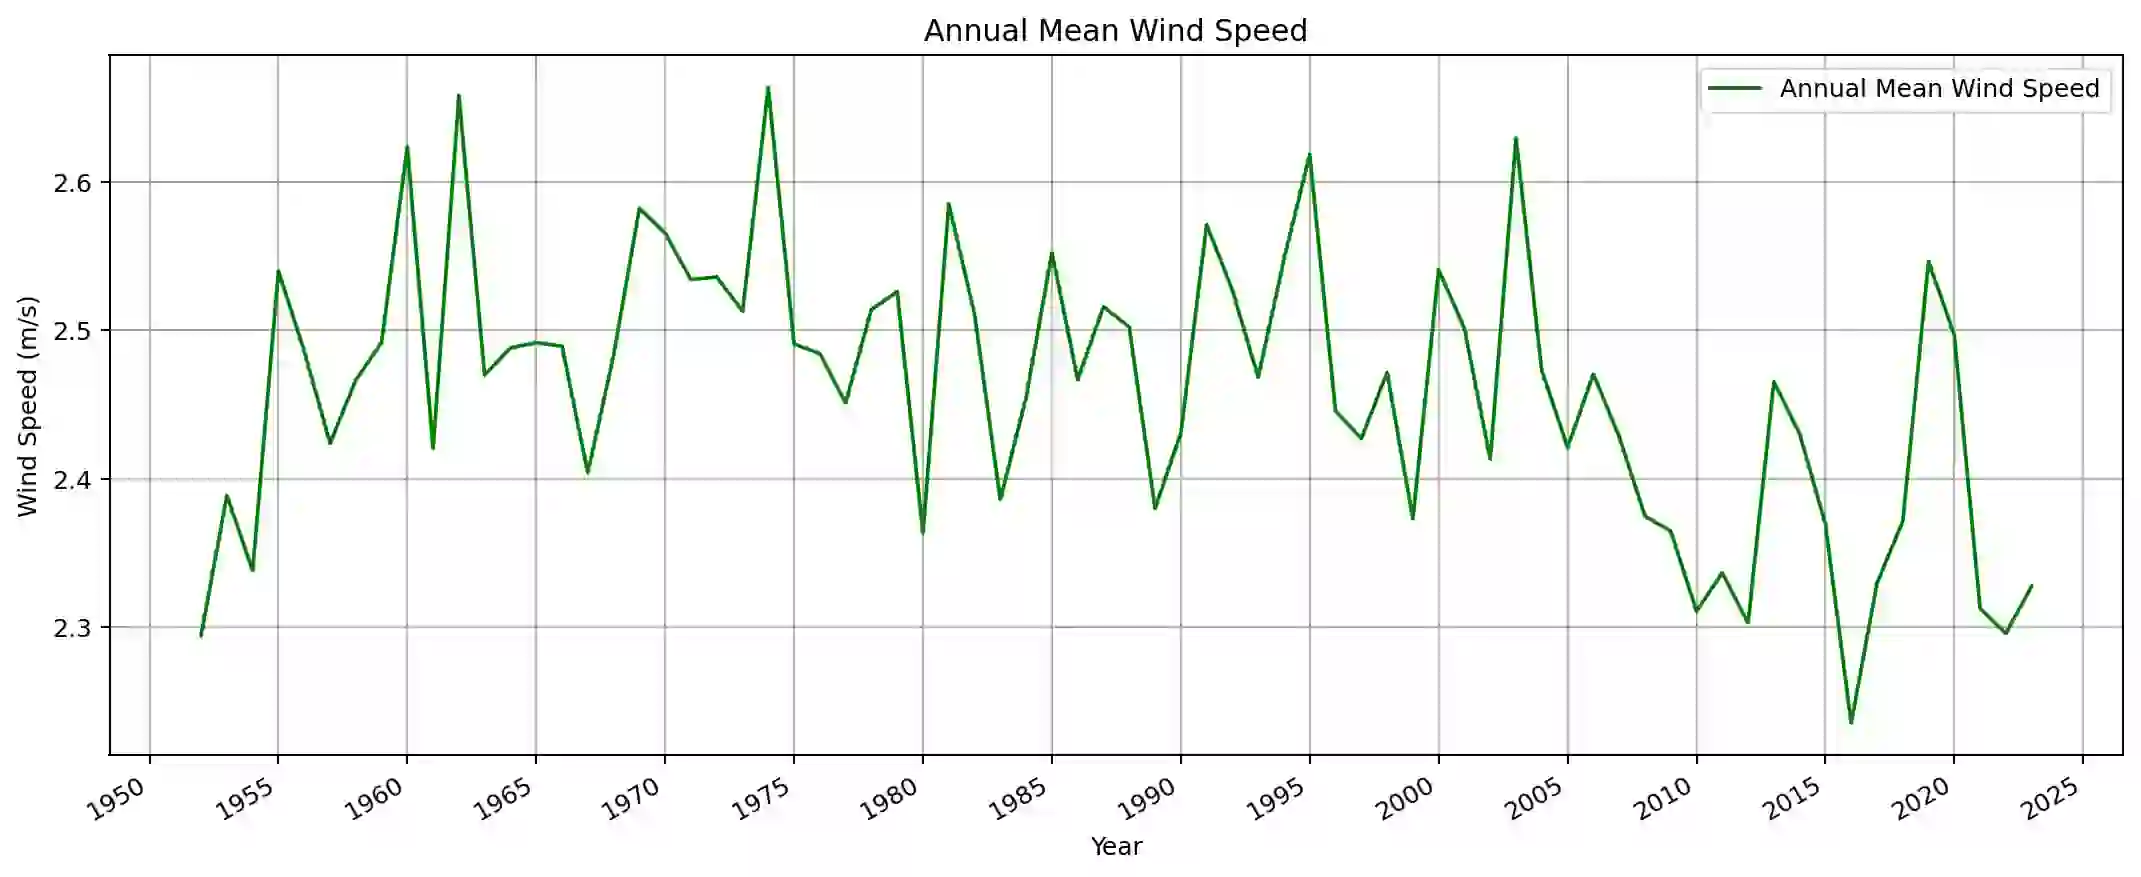 Annual Mean Wind Speed
Annual Mean Wind Speed
2.6
2.5
2.4
2.3
Wind Speed (m/s)
1950 1955 1960 1965 1970 1975 1980 1985 1990 1995 2000 2005 2010 2015 2020 2025
Year